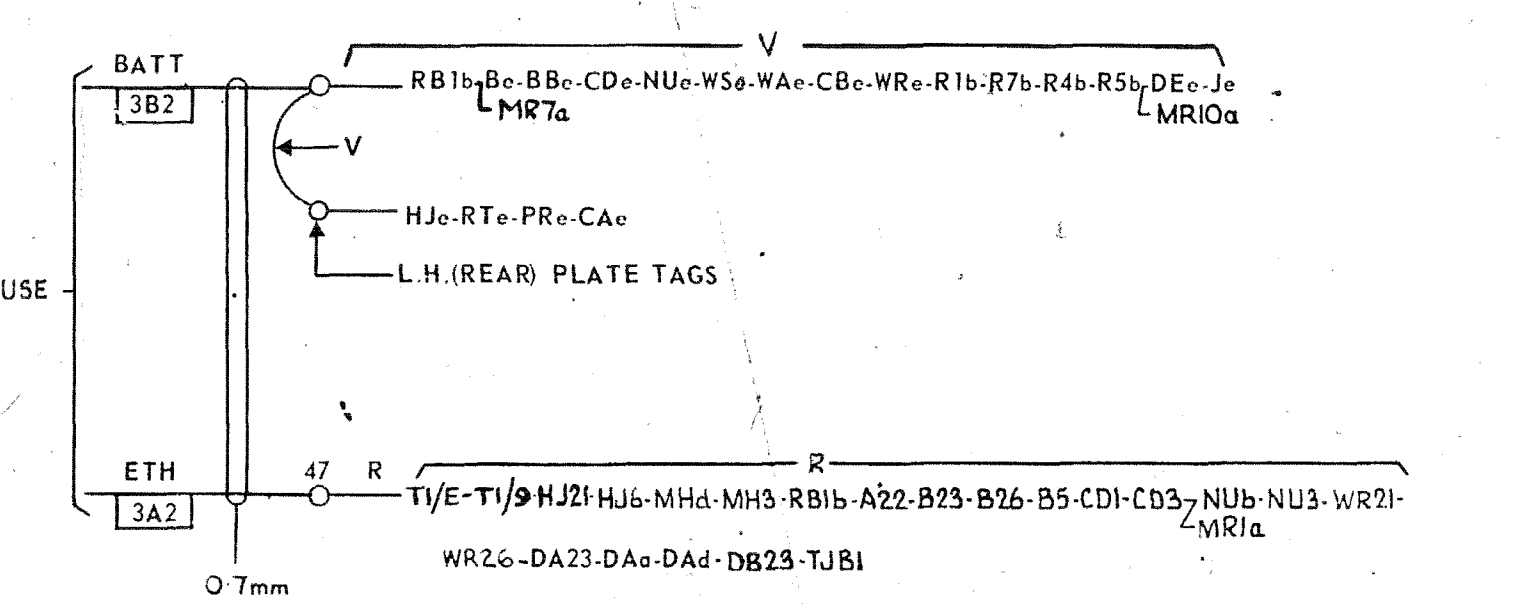 V
BATT
RB1b-Be-BBe-CDe-NUe-WSe-WAe-CBe-WRe-R1b-R7b-R4b-R5b-DEe-Je
3B2
MR7a
MR10a
V
HJe-RTe-PRe-CAe
L.H.(REAR) PLATE TAGS
USE
ETH
47
R
R
T1/E-T1/9-HJ21-HJ6-MHd-MH3-RB1b-A22-B23-B26-B5-CD1-CD3-NUb-NU3-WR21-
3A2
MR1a
WR26-DA23-DAa-DAd-DB23-TJB1
0·7mm